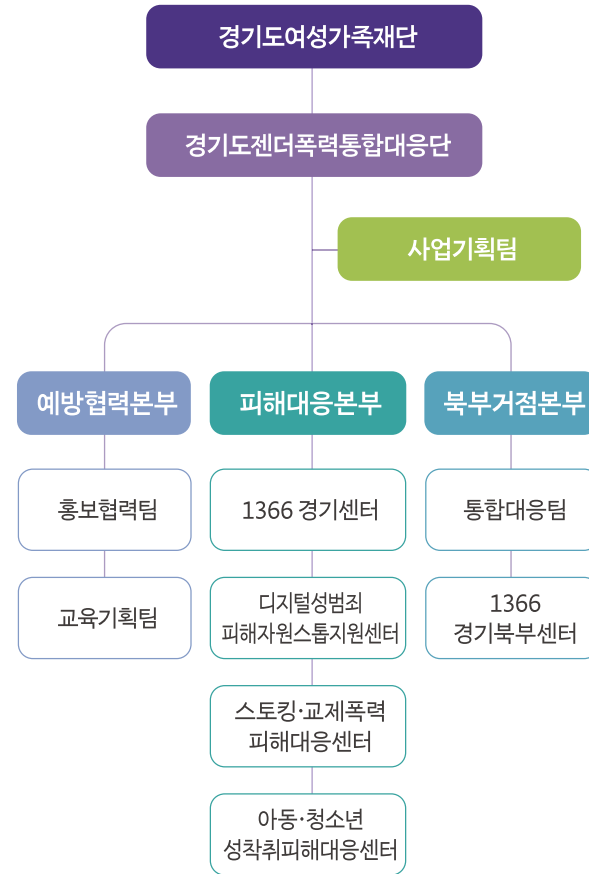 경기도여성가족재단
경기도젠더폭력통합대응단
사업기획팀
예방협력본부
피해대응본부
북부거점본부
홍보협력팀
1366 경기센터
통합대응팀
교육기획팀
디지털성범죄
피해자원스톱지원센터
1366
경기북부센터
스토킹·교제폭력
피해대응센터
아동·청소년
성착취피해대응센터